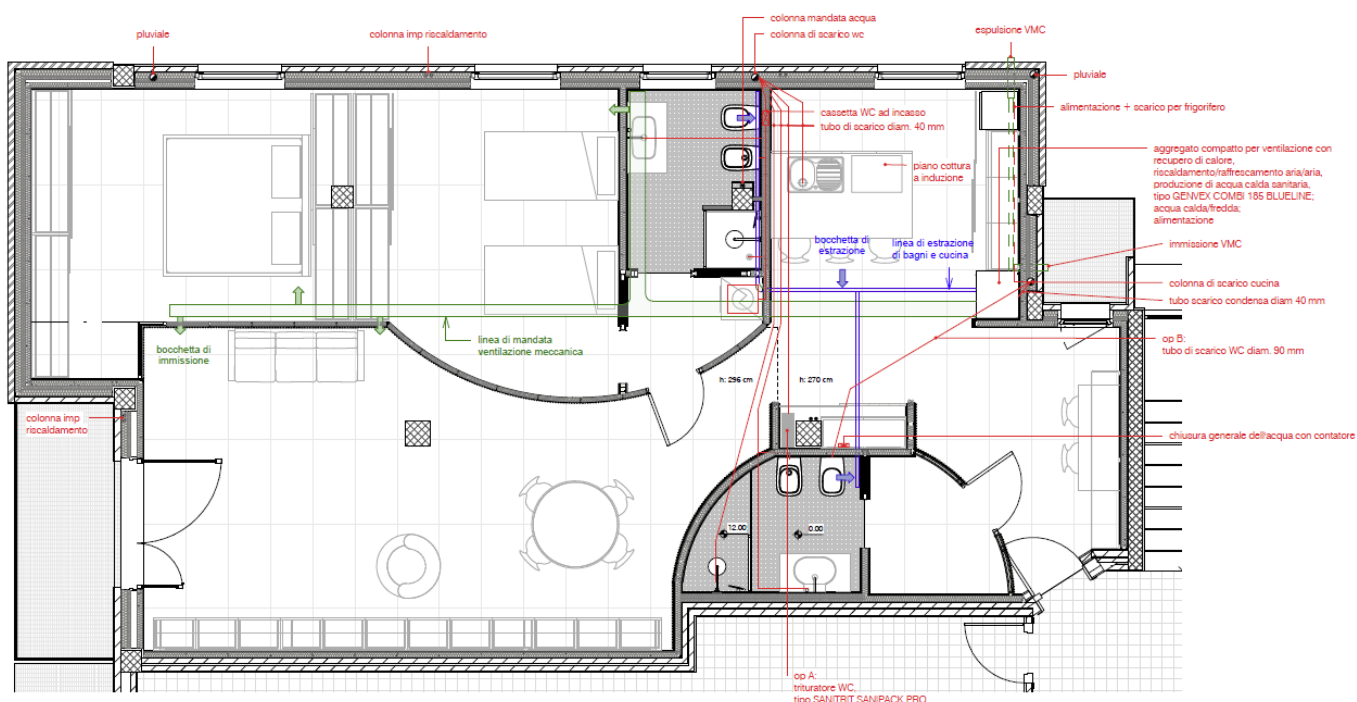 colonna mandata acqua
colonna di scarico wc
pluviale
colonna imp riscaldamento
espulsione VMC
pluviale
alimentazione + scarico per frigorifero
cassetta WC ad incasso
tubo di scarico diam. 40 mm
piano cottura
a induzione
aggregato compatto per ventilazione con
recupero di calore,
riscaldamento/raffrescamento aria/aria,
produzione di acqua calda sanitaria,
tipo GENVEX COMBI 185 BLUELINE;
acqua calda/fredda;
alimentazione
bocchetta di
estrazione
linea di estrazione
di bagni e cucina
immissione VMC
colonna di scarico cucina
tubo scarico condensa diam 40 mm
bocchetta di
immissione
linea di mandata
ventilazione meccanica
op B:
tubo di scarico WC diam. 90 mm
h: 296 cm
h: 270 cm
colonna imp
riscaldamento
chiusura generale dell'acqua con contatore
12.00
0.00
op A:
trituratore WC,
tipo SANITRIT SANIPACK PRO